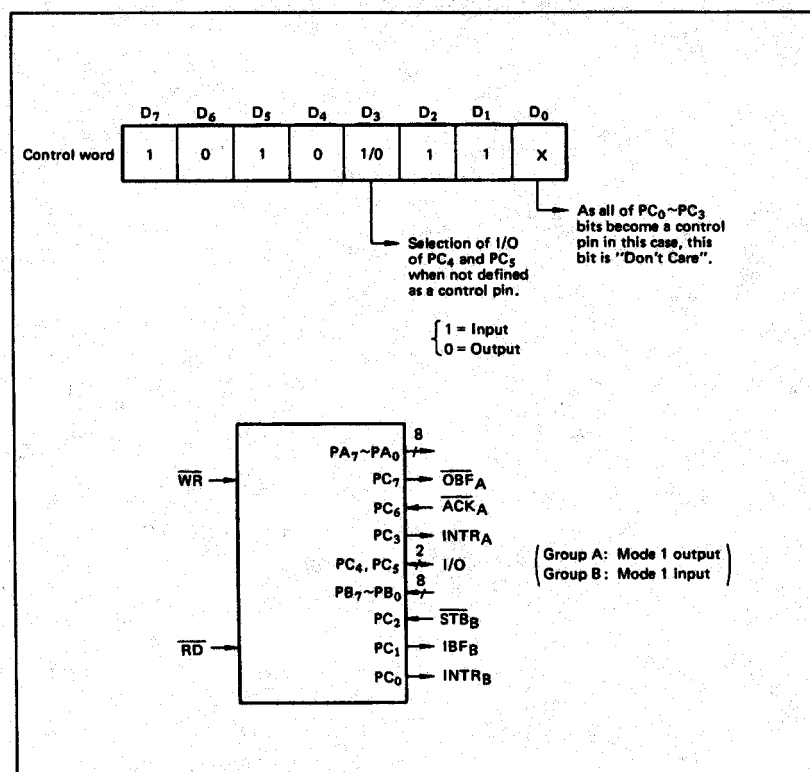 D7 D6 D5 D4 D3 D2 D1 D0
Control word 1 0 1 0 1/0 1 1 X
As all of PC0~PC3
bits become a control
pin in this case, this
bit is "Don't Care".
Selection of I/O
of PC4 and PC5
when not defined
as a control pin.
1 = Input
0 = Output
PA7~PA0 8
WR
PC7 OBFA
PC6 ACKA
PC3 INTRA
PC4, PC5 2 I/O
(Group A: Mode 1 output
Group B: Mode 1 input)
PB7~PB0 8
PC2 STBB
RD
PC1 IBFB
PC0 INTRB